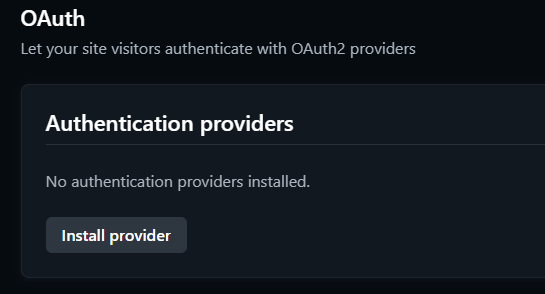 OAuth
Let your site visitors authenticate with OAuth2 providers
Authentication providers
No authentication providers installed.
Install provider